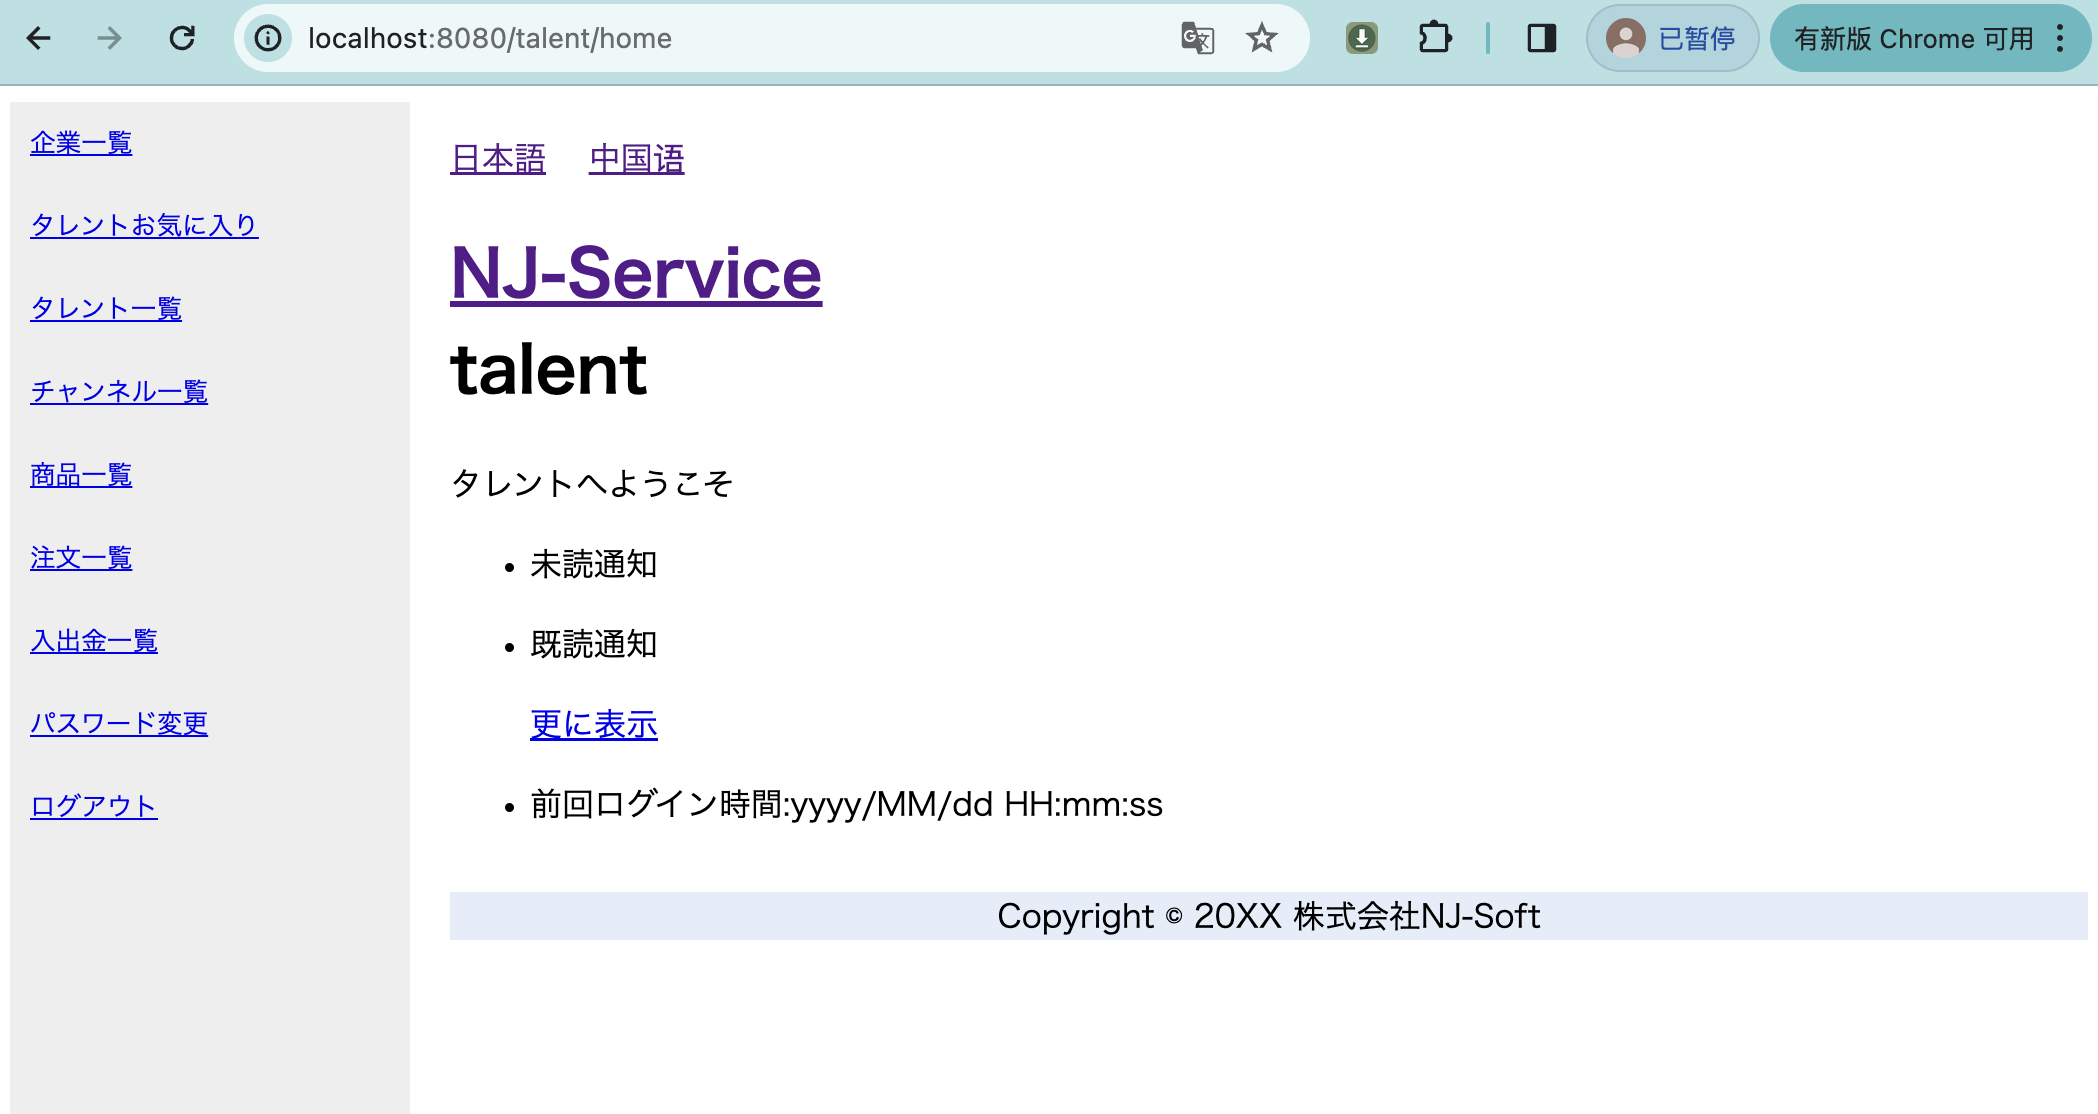 localhost:8080/talent/home
已暂停
有新版 Chrome 可用
企業一覧
タレントお気に入り
タレント一覧
チャンネル一覧
商品一覧
注文一覧
入出金一覧
パスワード変更
ログアウト
日本語 中国语
NJ-Service
talent
タレントへようこそ
• 未読通知
• 既読通知
更に表示
• 前回ログイン時間:yyyy/MM/dd HH:mm:ss
Copyright © 20XX 株式会社NJ-Soft